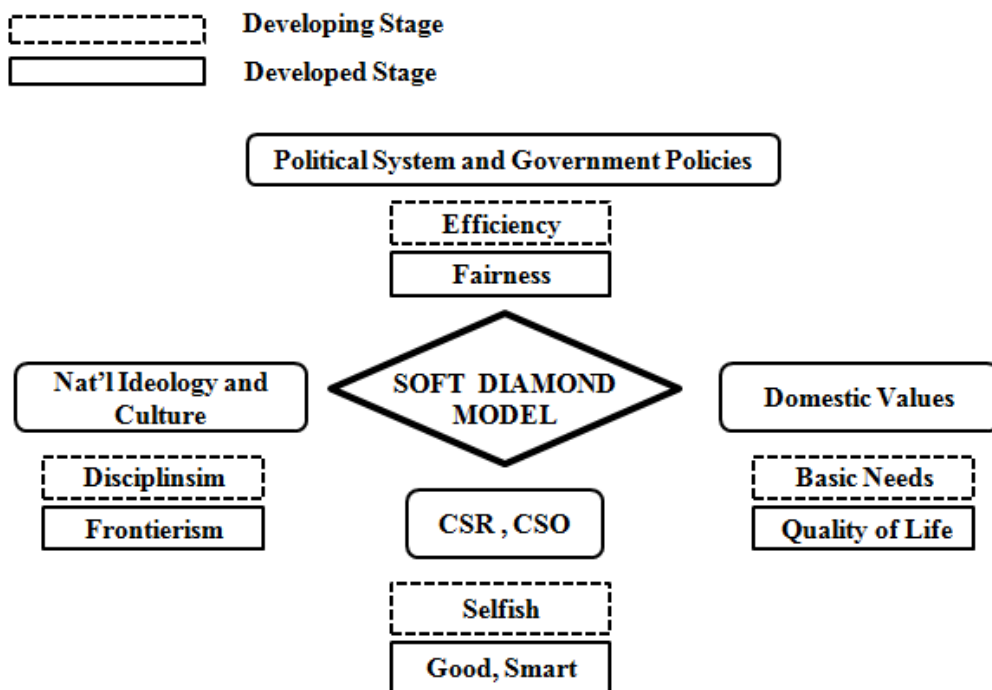 Developing Stage
Developed Stage
Political System and Government Policies
Efficiency
Fairness
Nat'l Ideology and
Culture
SOFT DIAMOND
MODEL
Domestic Values
Disciplinsim
Frontierism
CSR , CSO
Basic Needs
Quality of Life
Selfish
Good, Smart